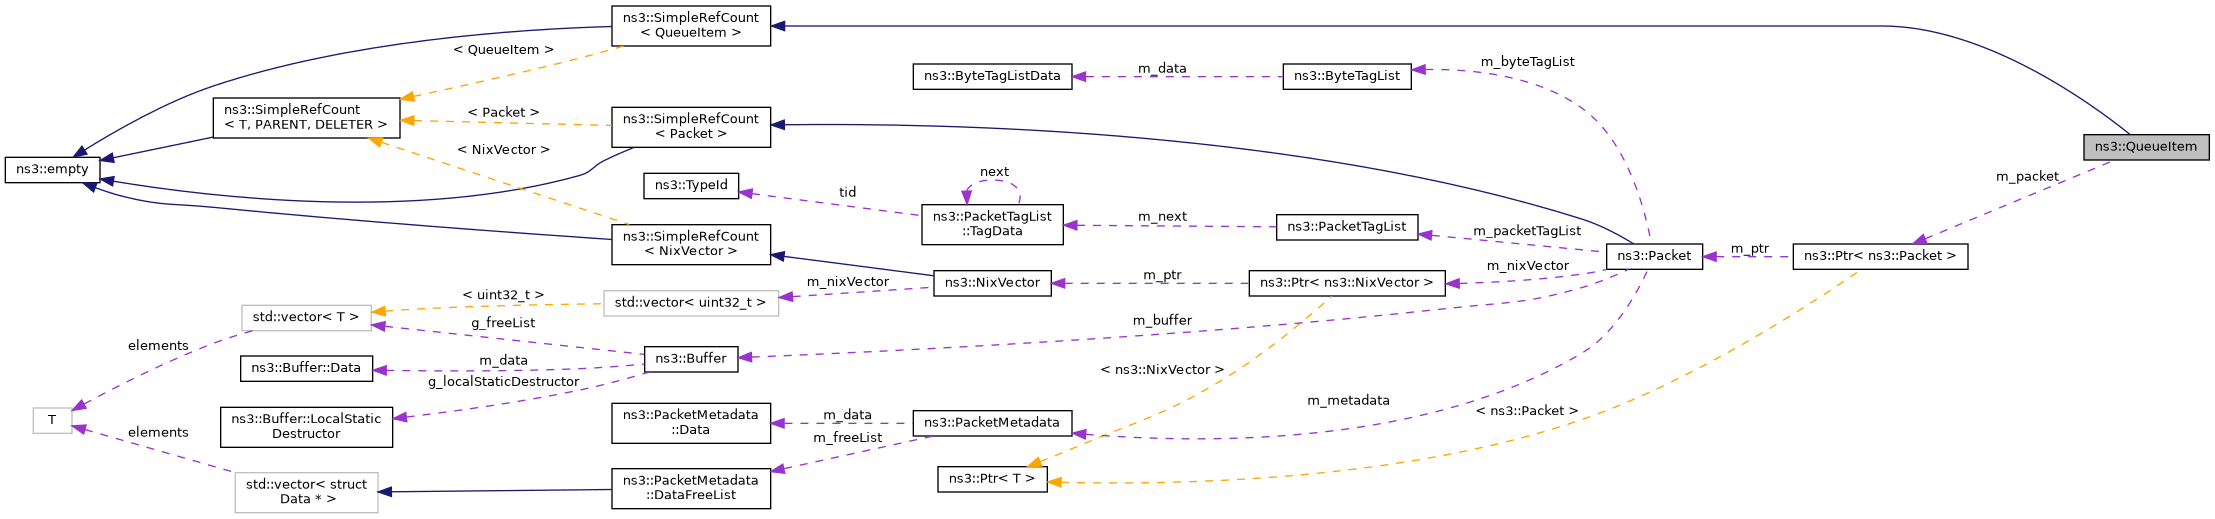 ns3::SimpleRefCount
< QueueItem >
< QueueItem >
m_byteTagList
ns3::ByteTagListData
m_data
ns3::ByteTagList
ns3::SimpleRefCount
< T, PARENT, DELETER >
< Packet >
ns3::SimpleRefCount
< Packet >
ns3::QueueItem
< NixVector >
ns3::empty
next
m_packet
ns3::TypeId
tid
ns3::PacketTagList
::TagData
m_next
ns3::PacketTagList
m_packetTagList
ns3::SimpleRefCount
< NixVector >
m_ptr
ns3::Packet
ns3::Ptr< ns3::Packet >
m_nixVector
m_ptr
ns3::NixVector
ns3::Ptr< ns3::NixVector >
m_nixVector
< uint32_t >
std::vector< uint32_t >
std::vector< T >
g_freeList
m_buffer
elements
ns3::Buffer
m_data
ns3::Buffer::Data
< ns3::NixVector >
g_localStaticDestructor
m_metadata
< ns3::Packet >
T
ns3::Buffer::LocalStatic
Destructor
ns3::PacketMetadata
::Data
m_data
ns3::PacketMetadata
elements
m_freeList
std::vector< struct
Data * >
ns3::PacketMetadata
::DataFreeList
ns3::Ptr< T >